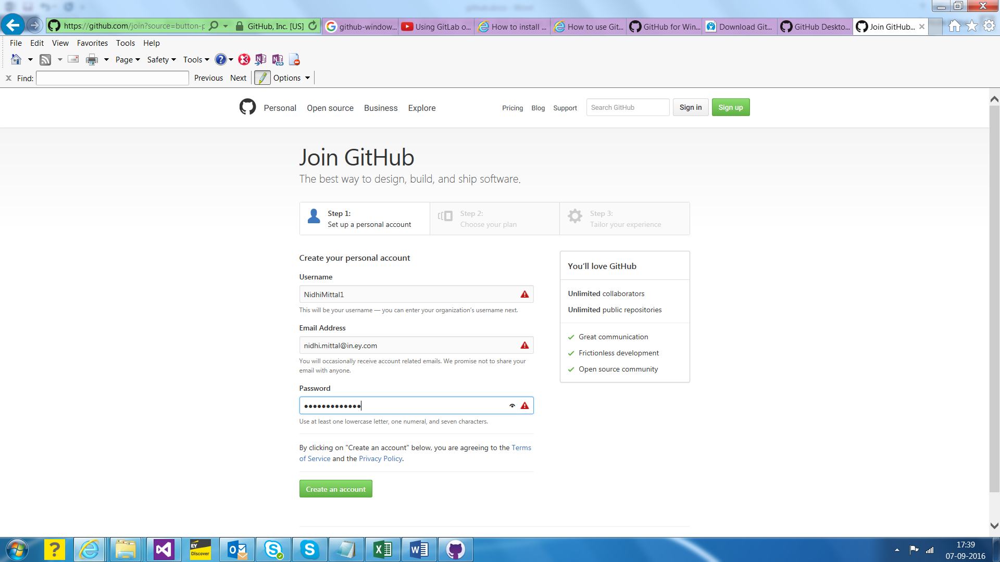 https://github.com/join?source=button-p
GitHub, Inc. [US]
github-window...
Using GitLab o...
How to install ...
How to use Git...
GitHub for Win...
Download Git...
GitHub Deskto...
Join GitHub...
File Edit View Favorites Tools Help
Page Safety Tools
Find: Previous Next Options
Personal Open source Business Explore Pricing Blog Support Search GitHub Sign in Sign up
Join GitHub
The best way to design, build, and ship software.
Step 1:
Set up a personal account
Step 2:
Choose your plan
Step 3:
Tailor your experience
Create your personal account
Username
NidhiMittal1
This will be your username — you can enter your organization's username next.
Email Address
nidhi.mittal@in.ey.com
You will occasionally receive account related emails. We promise not to share your
email with anyone.
Password
Use at least one lowercase letter, one numeral, and seven characters.
By clicking on "Create an account" below, you are agreeing to the Terms
of Service and the Privacy Policy.
Create an account
You'll love GitHub
Unlimited collaborators
Unlimited public repositories
Great communication
Frictionless development
Open source community
EY
Discover
17:39
07-09-2016